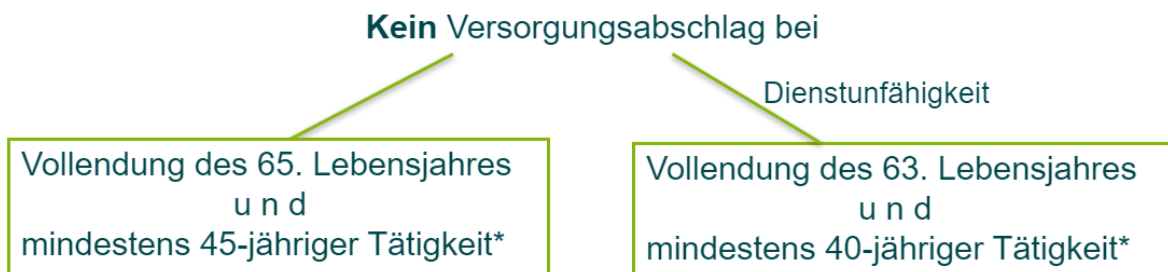 Kein Versorgungsabschlag bei
Dienstunfähigkeit
Vollendung des 65. Lebensjahres
u n d
mindestens 45-jähriger Tätigkeit*
Vollendung des 63. Lebensjahres
u n d
mindestens 40-jähriger Tätigkeit*